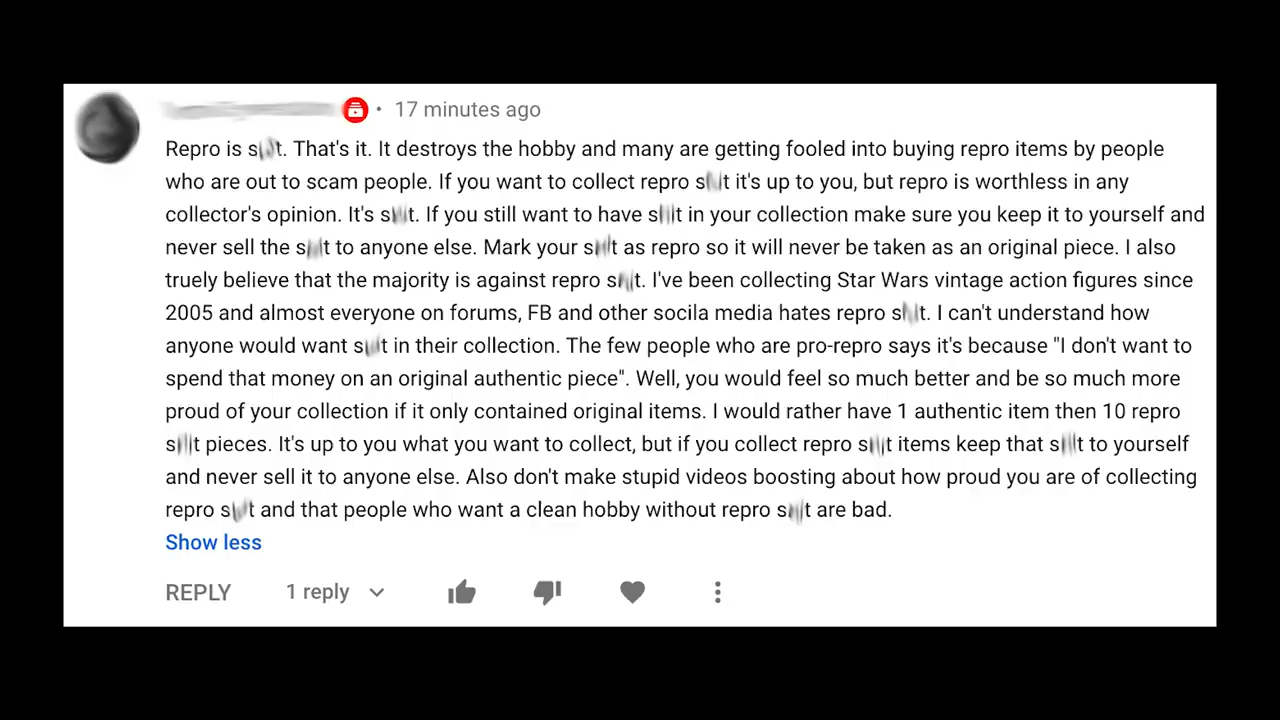 17 minutes ago
Repro is . That's it. It destroys the hobby and many are getting fooled into buying repro items by people
who are out to scam people. If you want to collect repro it's up to you, but repro is worthless in any
collector's opinion. It's . If you still want to have in your collection make sure you keep it to yourself and
never sell the to anyone else. Mark your as repro so it will never be taken as an original piece. I also
truely believe that the majority is against repro . I've been collecting Star Wars vintage action figures since
2005 and almost everyone on forums, FB and other socila media hates repro . I can't understand how
anyone would want in their collection. The few people who are pro-repro says it's because "I don't want to
spend that money on an original authentic piece". Well, you would feel so much better and be so much more
proud of your collection if it only contained original items. I would rather have 1 authentic item then 10 repro
pieces. It's up to you what you want to collect, but if you collect repro items keep that to yourself
and never sell it to anyone else. Also don't make stupid videos boosting about how proud you are of collecting
repro and that people who want a clean hobby without repro are bad.
Show less
REPLY 1 reply